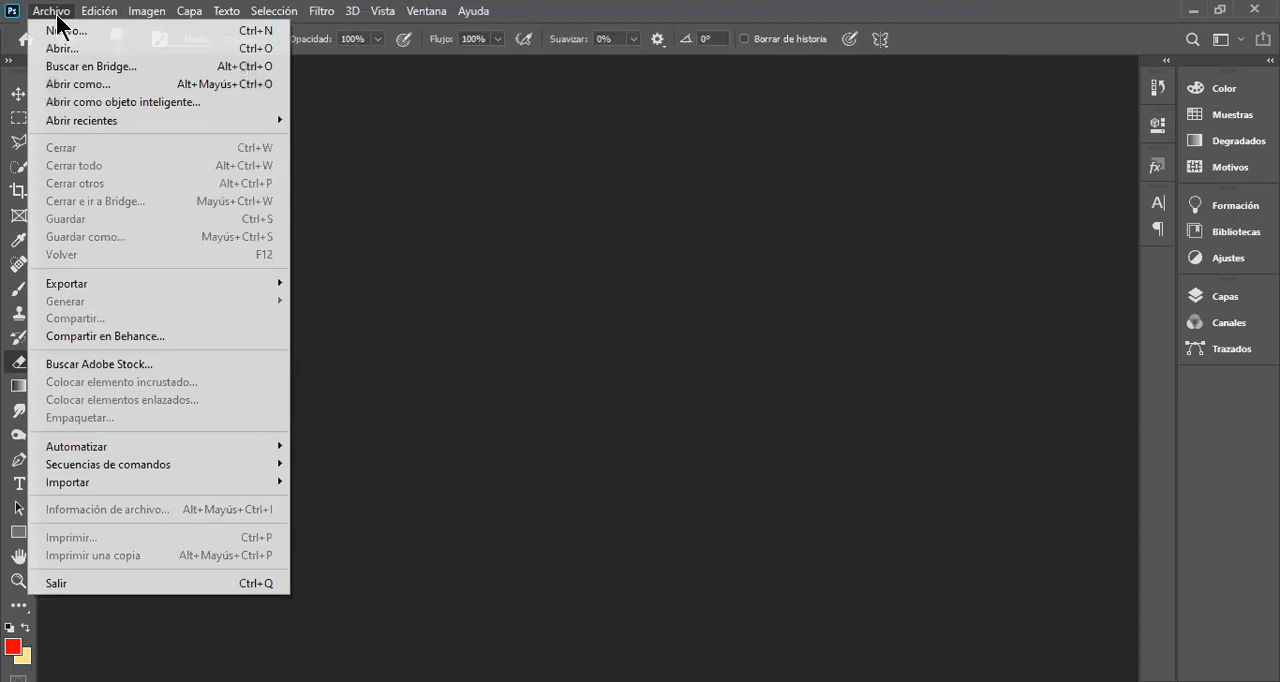 Ps Archivo Edición Imagen Capa Texto Selección Filtro 3D Vista Ventana Ayuda
Opacidad: 100% Flujo: 100% Suavizar: 0% 0° Borrar de historia
Ctrl+N
Abrir... Ctrl+O
Buscar en Bridge... Alt+Ctrl+O
Abrir como... Alt+Mayús+Ctrl+O
Abrir como objeto inteligente...
Abrir recientes
Cerrar Ctrl+W
Cerrar todo Alt+Ctrl+W
Cerrar otros Alt+Ctrl+P
Cerrar e ir a Bridge... Mayús+Ctrl+W
Guardar Ctrl+S
Guardar como... Mayús+Ctrl+S
Volver F12
Exportar
Generar
Compartir...
Compartir en Behance...
Buscar Adobe Stock...
Colocar elemento incrustado...
Colocar elementos enlazados...
Empaquetar...
Automatizar
Secuencias de comandos
Importar
Información de archivo... Alt+Mayús+Ctrl+I
Imprimir... Ctrl+P
Imprimir una copia Alt+Mayús+Ctrl+P
Salir Ctrl+Q
Color
Muestras
Degradados
Motivos
Formación
Bibliotecas
Ajustes
Capas
Canales
Trazados